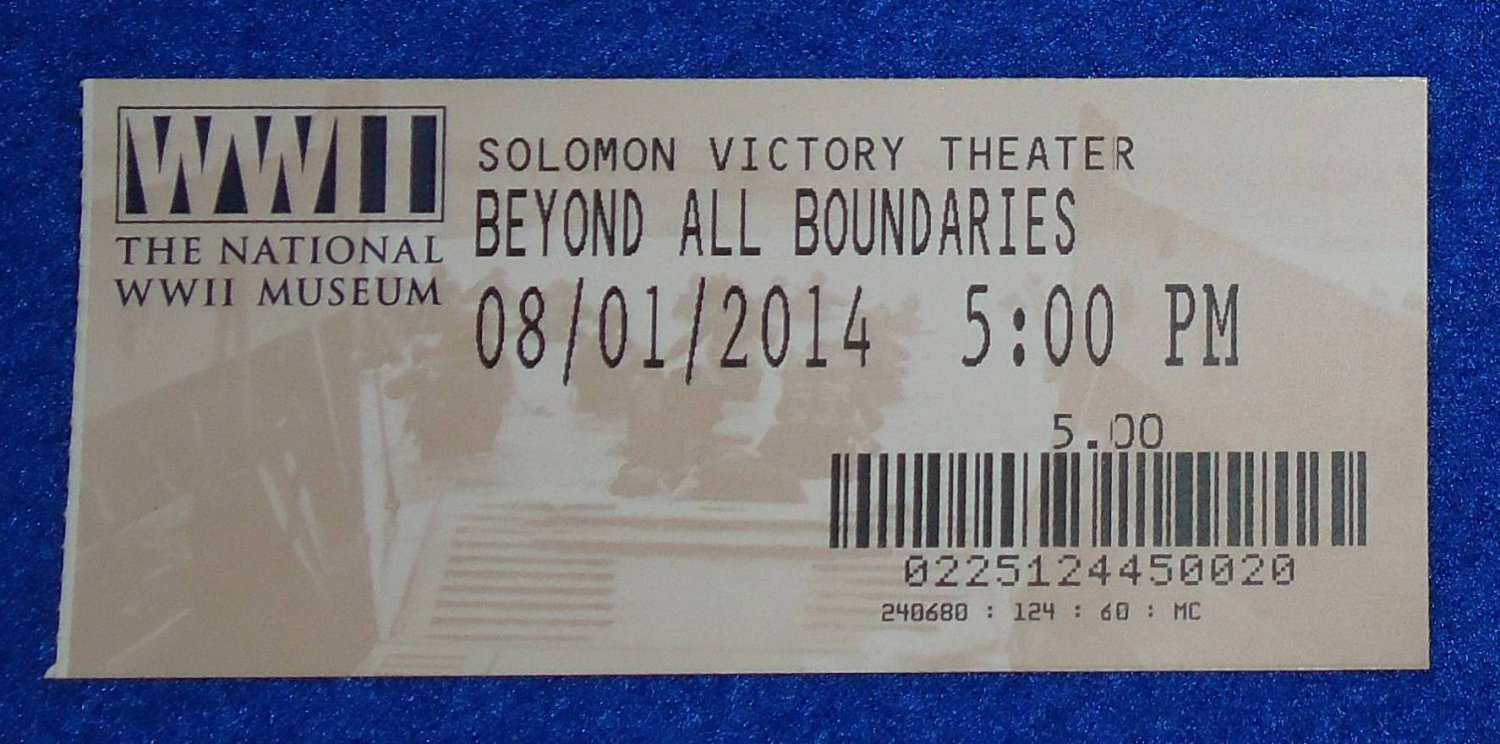 WWII
THE NATIONAL
WWII MUSEUM
SOLOMON VICTORY THEATER
BEYOND ALL BOUNDARIES
08/01/2014 5:00 PM
5.00
0225124450020
240680 : 124 : 60 : MC